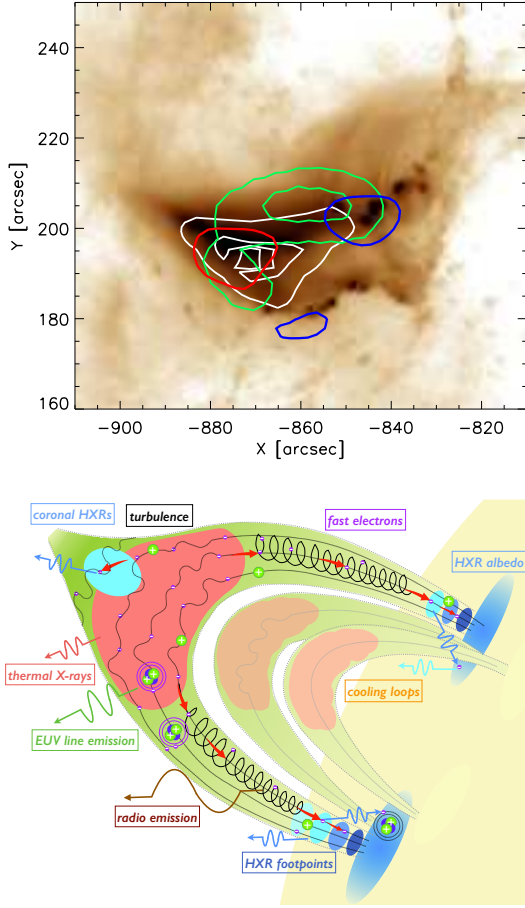 240
220
200
180
160
Y [arcsec]
−900
−880
−860
−840
−820
X [arcsec]
coronal HXRs
turbulence
fast electrons
HXR albedo
thermal X-rays
cooling loops
EUV line emission
radio emission
HXR footpoints